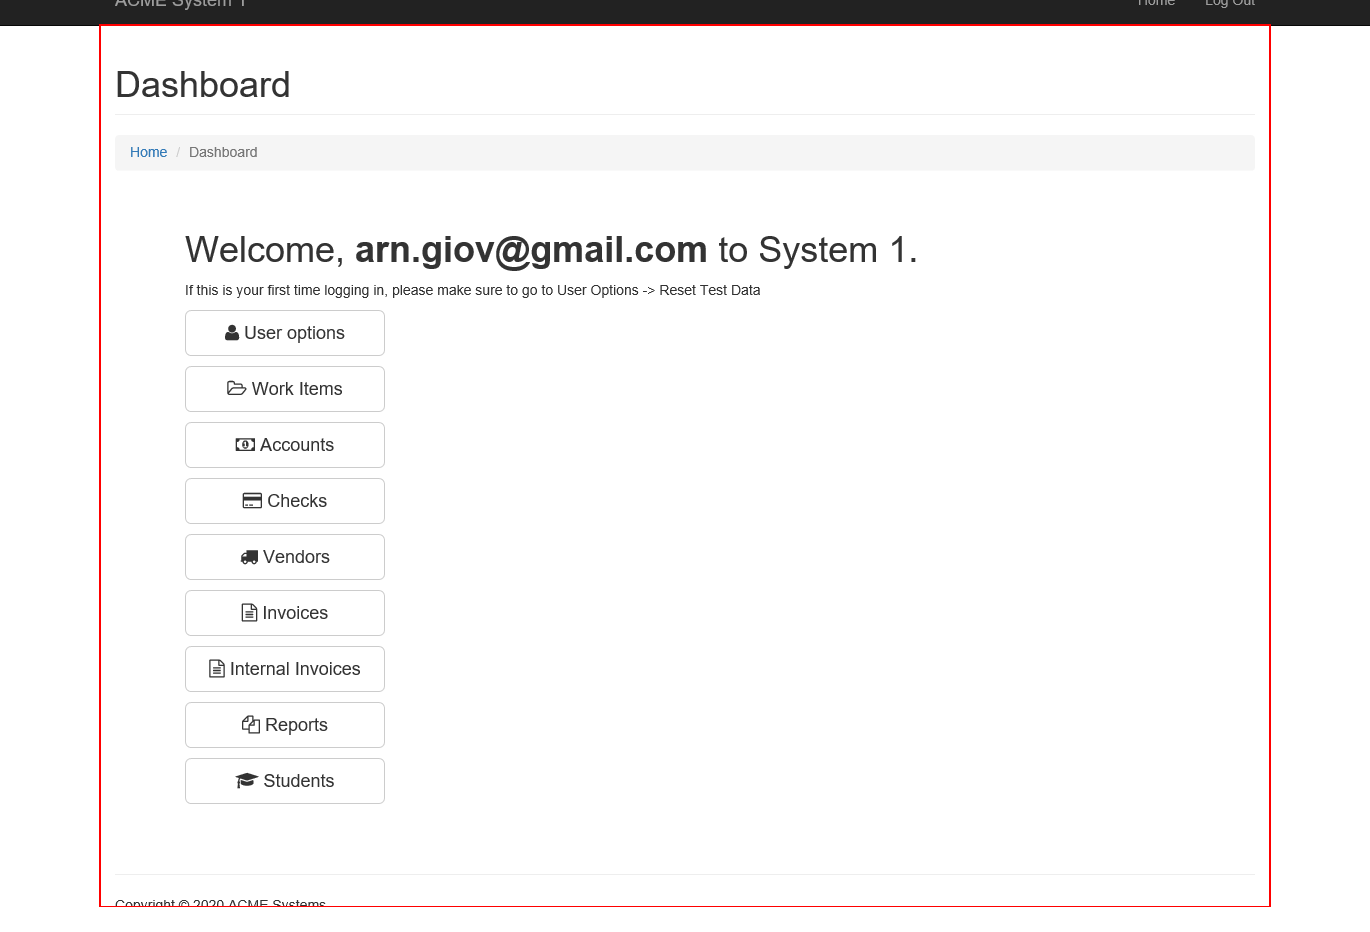 ACME System 1 Home Log Out
Dashboard
Home / Dashboard
Welcome, arn.giov@gmail.com to System 1.
If this is your first time logging in, please make sure to go to User Options -> Reset Test Data
User options
Work Items
Accounts
Checks
Vendors
Invoices
Internal Invoices
Reports
Students
Copyright © 2020 ACME Systems